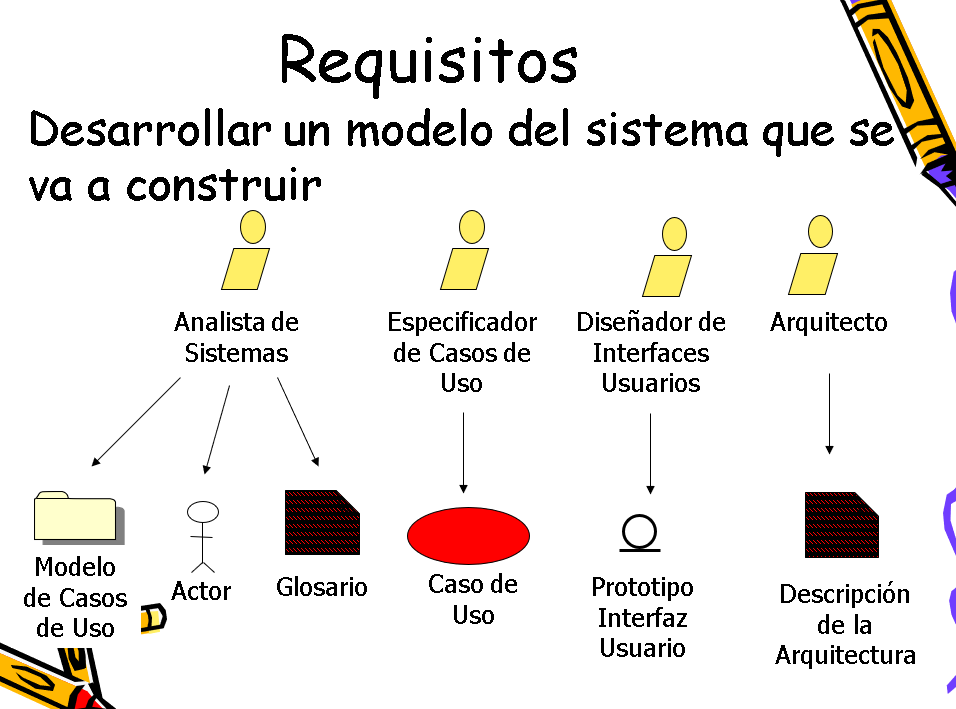 Requisitos
Desarrollar un modelo del sistema que se
va a construir
Analista de
Sistemas
Especificador
de Casos de
Uso
Diseñador de
Interfaces
Usuarios
Arquitecto
Modelo
de Casos
de Uso
Actor
Glosario
Caso de
Uso
Prototipo
Interfaz
Usuario
Descripción
de la
Arquitectura